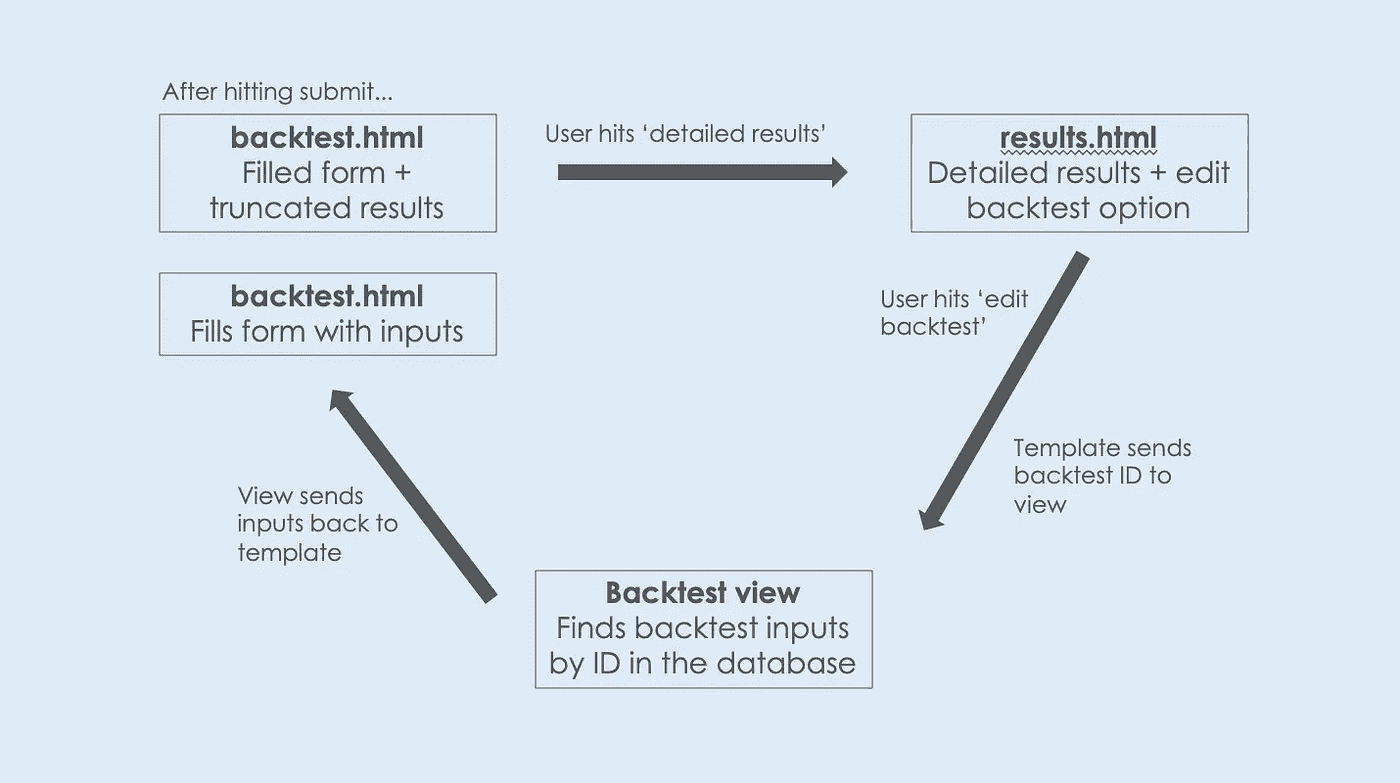 After hitting submit...
backtest.html
Filled form +
truncated results
User hits ‘detailed results’
results.html
Detailed results + edit
backtest option
backtest.html
Fills form with inputs
User hits ‘edit
backtest’
Template sends
backtest ID to
view
View sends
inputs back to
template
Backtest view
Finds backtest inputs
by ID in the database